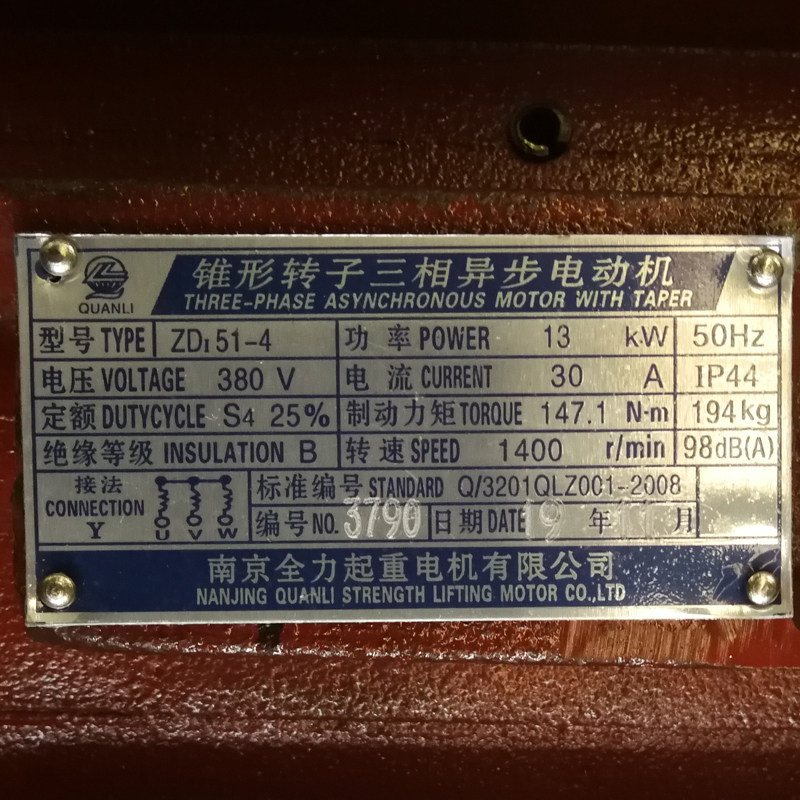 QUANLI
锥形转子三相异步电动机
THREE-PHASE ASYNCHRONOUS MOTOR WITH TAPER
型号 TYPE ZD₁ 51-4 功率 POWER 13 kW 50Hz
电压 VOLTAGE 380 V 电流 CURRENT 30 A IP44
定额 DUTYCYCLE S4 25% 制动力矩 TORQUE 147.1 N·m 194kg
绝缘等级 INSULATION B 转速 SPEED 1400 r/min 98dB(A)
接法 CONNECTION Y U V W
标准编号 STANDARD Q/3201QLZ001-2008
编号 NO. 3790 日期 DATE 19 年 月
南京全力起重电机有限公司
NANJING QUANLI STRENGTH LIFTING MOTOR CO.,LTD